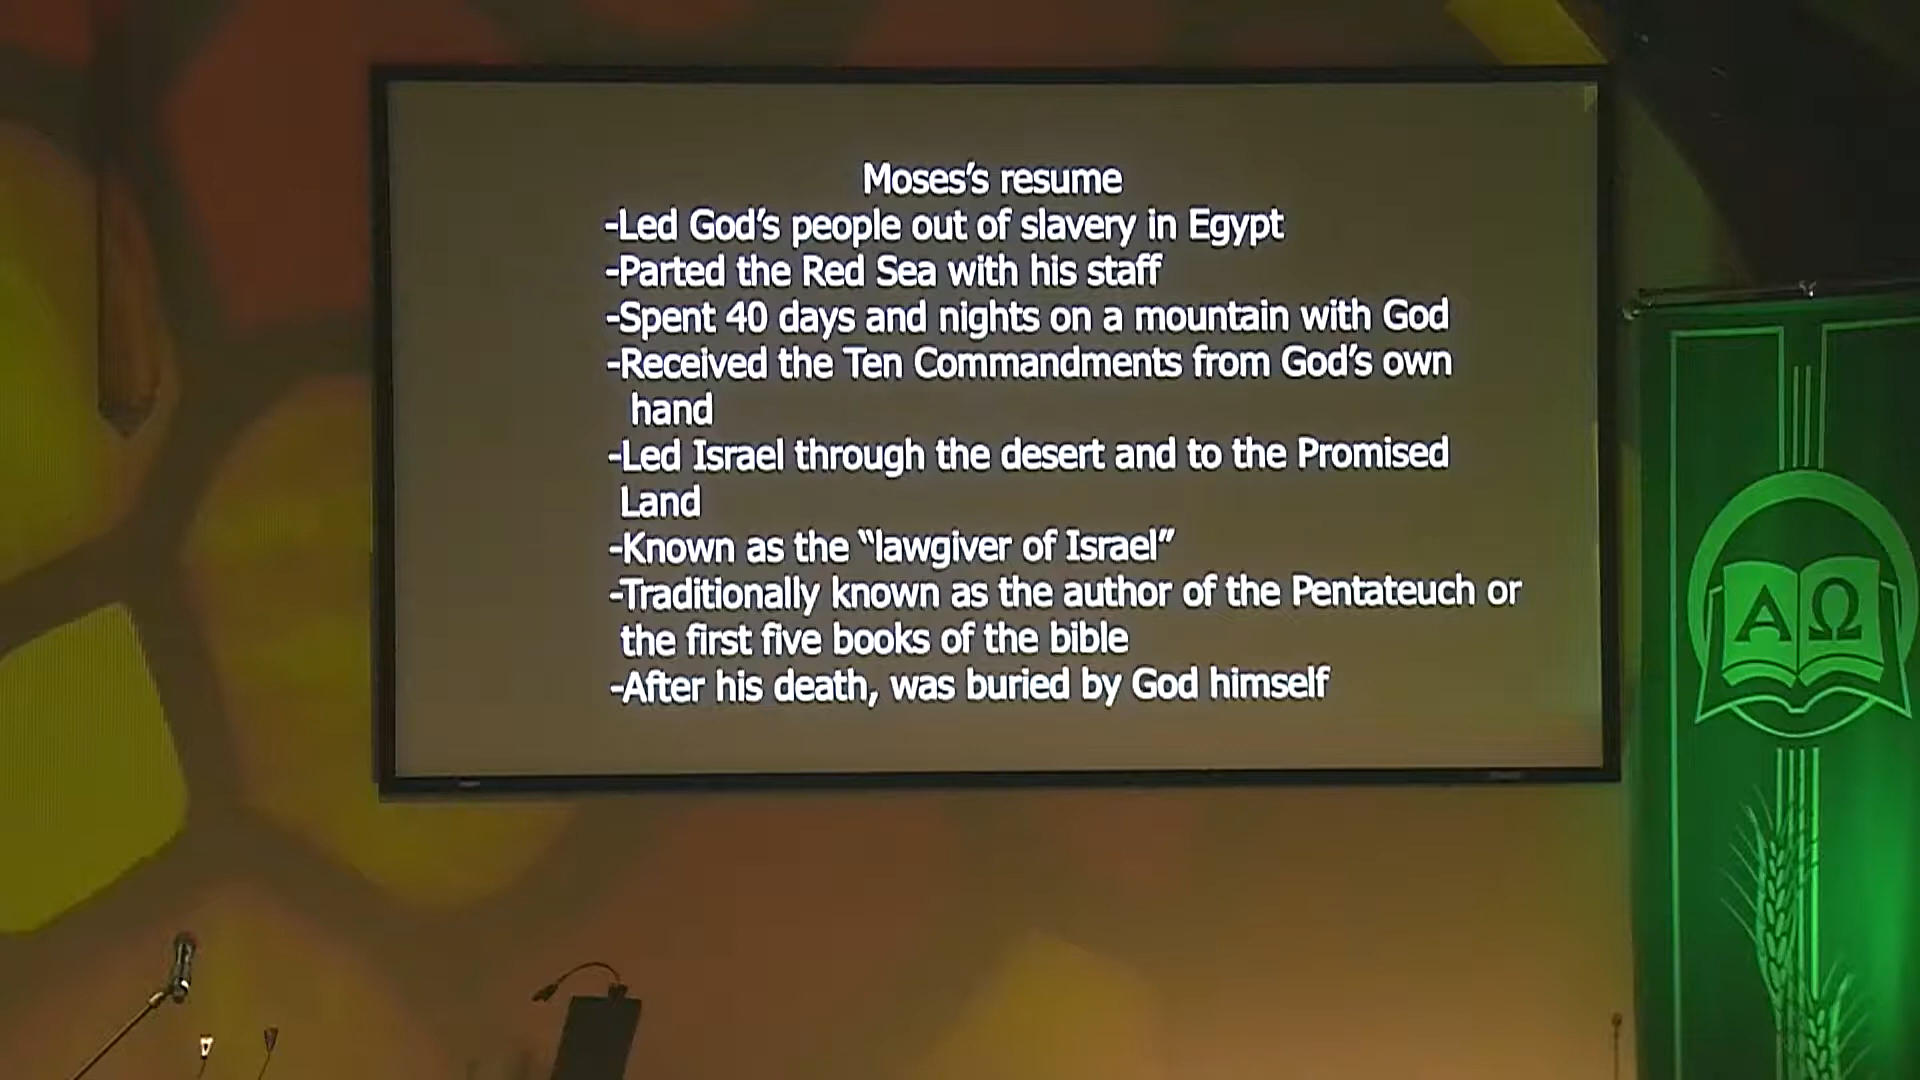 Moses’s resume
-Led God’s people out of slavery in Egypt
-Parted the Red Sea with his staff
-Spent 40 days and nights on a mountain with God
-Received the Ten Commandments from God’s own
hand
-Led Israel through the desert and to the Promised
Land
-Known as the “lawgiver of Israel”
-Traditionally known as the author of the Pentateuch or
the first five books of the bible
-After his death, was buried by God himself
Α Ω